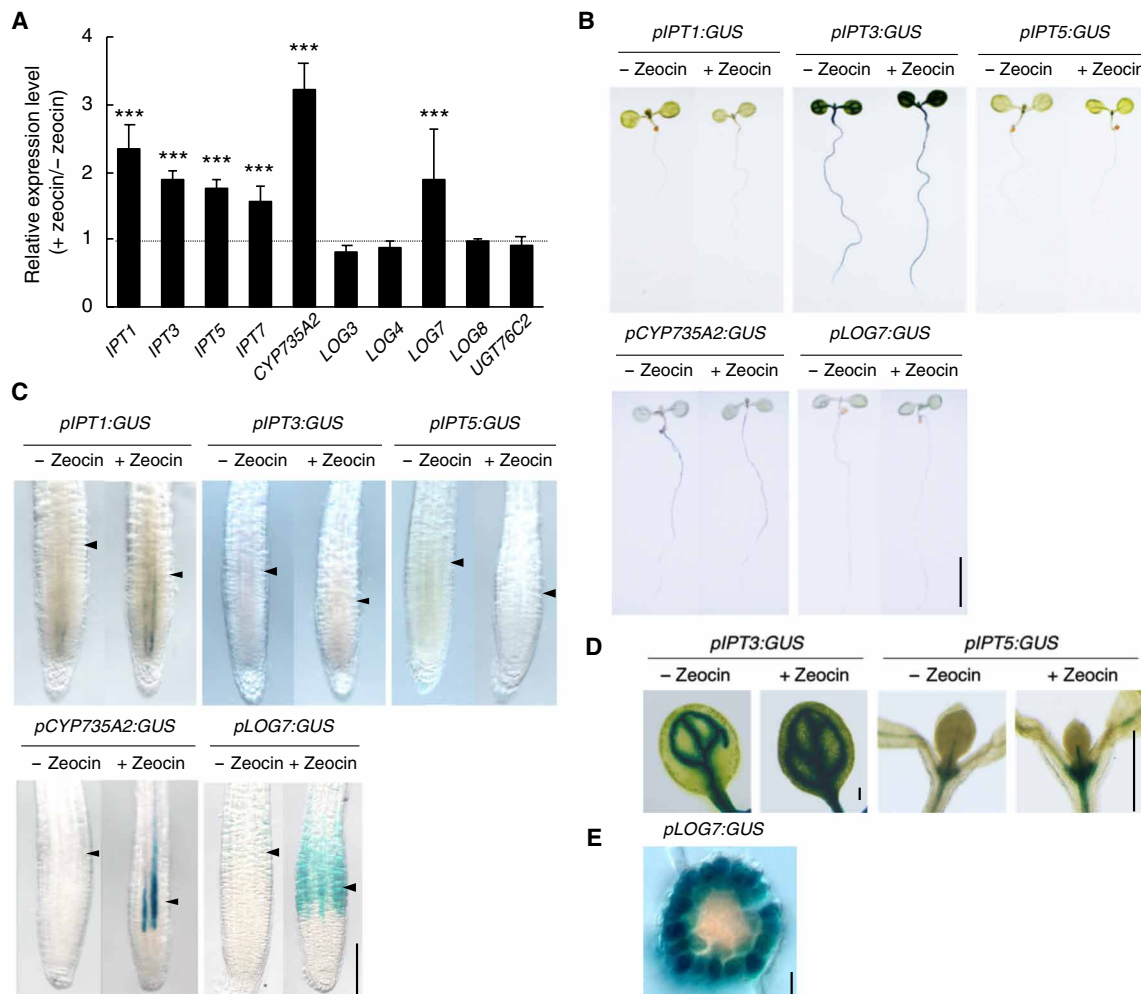 A
Relative expression level
(+ zeocin/− zeocin)
4
3
2
1
0
***
***
***
***
***
***
IPT1
IPT3
IPT5
IPT7
CYP735A2
LOG3
LOG4
LOG7
LOG8
UGT76C2
B
pIPT1:GUS
pIPT3:GUS
pIPT5:GUS
− Zeocin + Zeocin
− Zeocin + Zeocin
− Zeocin + Zeocin
pCYP735A2:GUS
pLOG7:GUS
− Zeocin + Zeocin
− Zeocin + Zeocin
C
pIPT1:GUS
pIPT3:GUS
pIPT5:GUS
− Zeocin + Zeocin
− Zeocin + Zeocin
− Zeocin + Zeocin
pCYP735A2:GUS
pLOG7:GUS
− Zeocin + Zeocin
− Zeocin + Zeocin
D
pIPT3:GUS
pIPT5:GUS
− Zeocin + Zeocin
− Zeocin + Zeocin
E
pLOG7:GUS